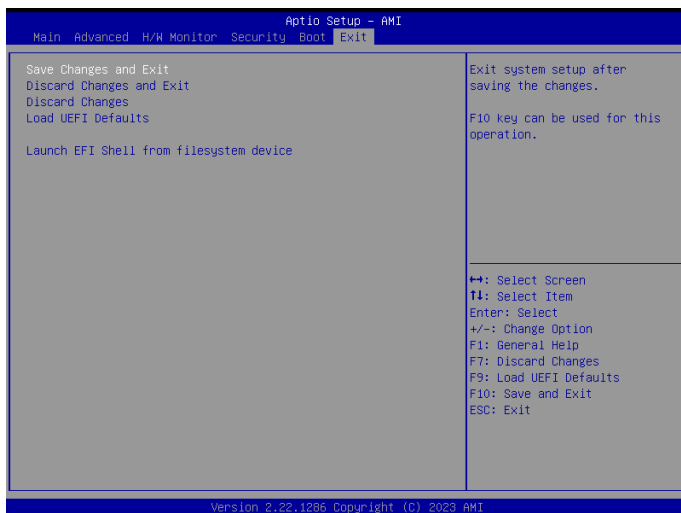 Aptio Setup - AMI
Main Advanced H/W Monitor Security Boot Exit
Save Changes and Exit
Discard Changes and Exit
Discard Changes
Load UEFI Defaults
Launch EFI Shell from filesystem device
Exit system setup after
saving the changes.
F10 key can be used for this
operation.
↔: Select Screen
↑↓: Select Item
Enter: Select
+/-: Change Option
F1: General Help
F7: Discard Changes
F9: Load UEFI Defaults
F10: Save and Exit
ESC: Exit
Version 2.22.1286 Copyright (C) 2023 AMI